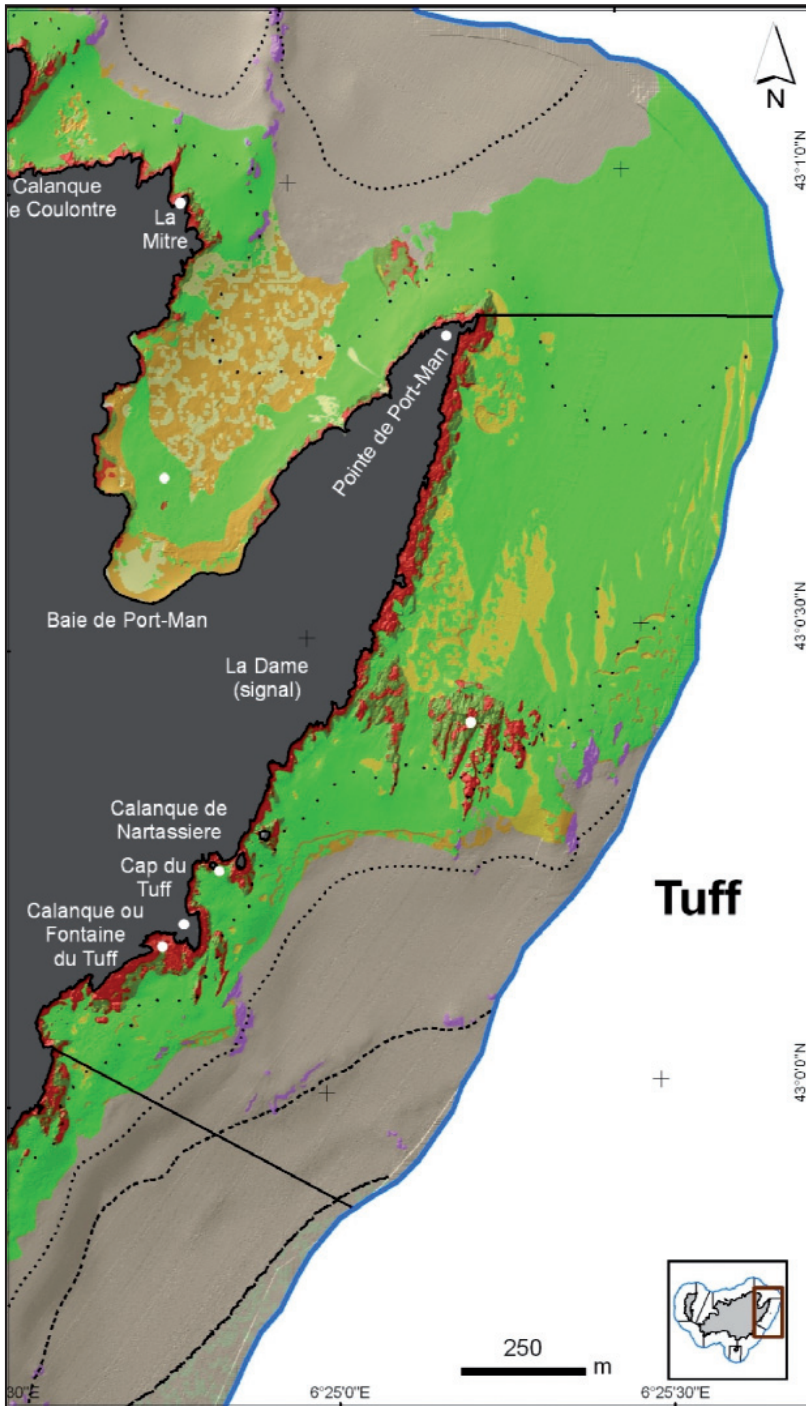 N
43°1'0"N
Calanque
de Coulontre
La
Mitre
Pointe de Port-Man
Baie de Port-Man
43°0'30"N
La Dame
(signal)
Calanque de
Nartassiere
Cap du
Tuff
Tuff
Calanque ou
Fontaine
du Tuff
43°0'0"N
250
m
30"E
6°25'0"E
6°25'30"E